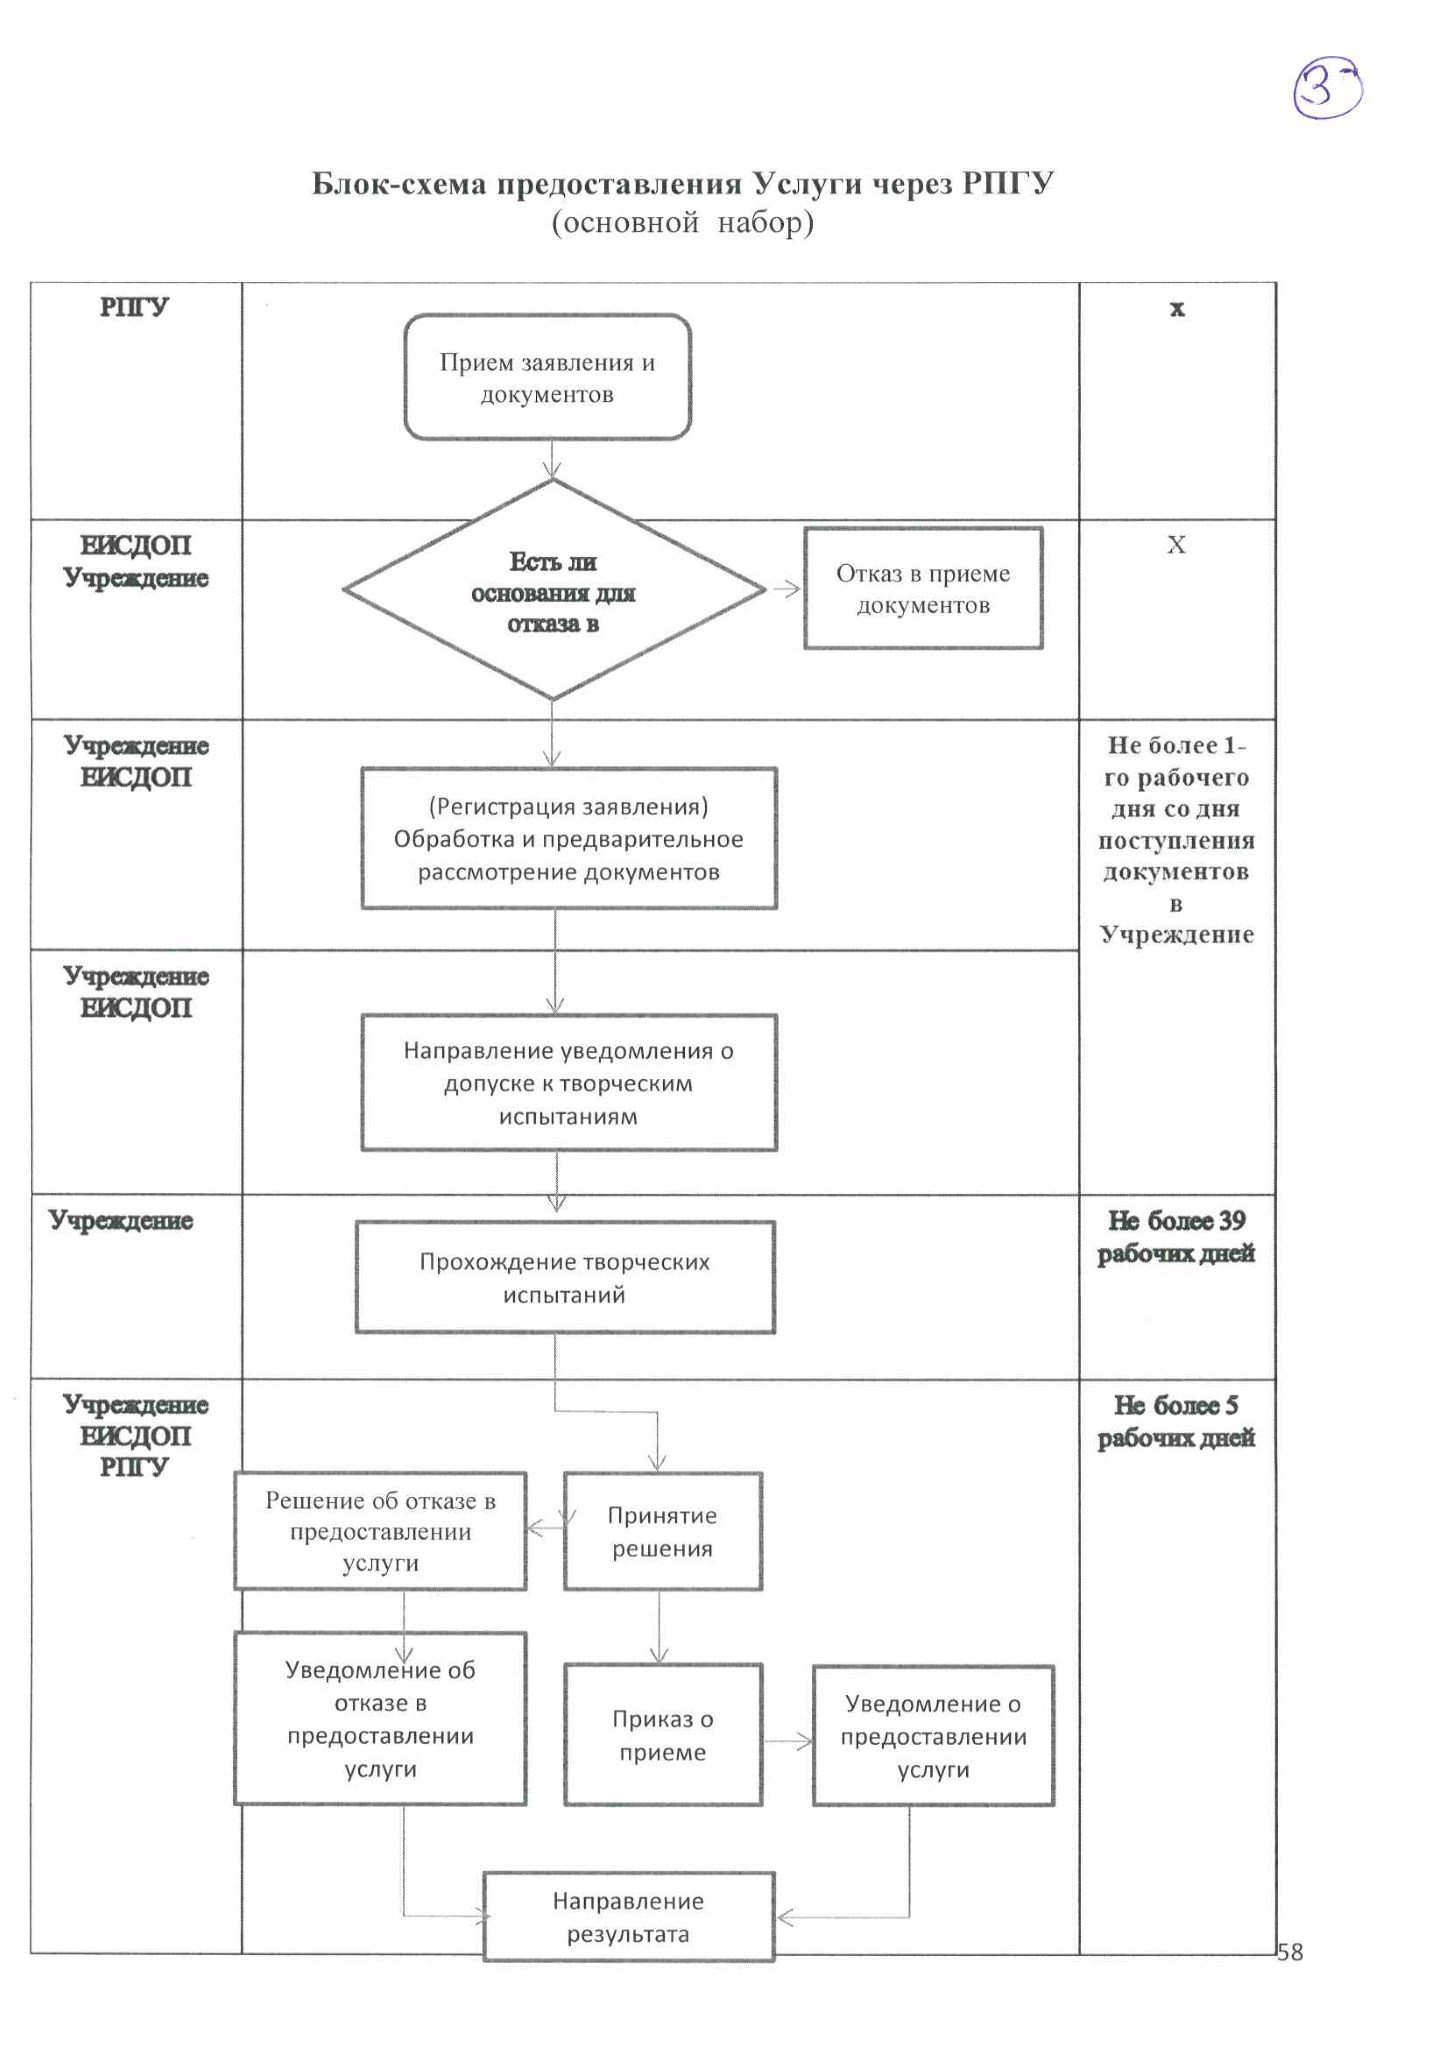 3
Блок-схема предоставления Услуги через РПГУ
(основной набор)
РПГУ
Прием заявления и
документов
х
ЕИСДОП
Учреждение
Есть ли
основания для
отказа в
Отказ в приеме
документов
Х
Учреждение
ЕИСДОП
(Регистрация заявления)
Обработка и предварительное
рассмотрение документов
Не более 1-
го рабочего
дня со дня
поступления
документов
в
Учреждение
Учреждение
ЕИСДОП
Направление уведомления о
допуске к творческим
испытаниям
Учреждение
Прохождение творческих
испытаний
Не более 39
рабочих дней
Учреждение
ЕИСДОП
РПГУ
Не более 5
рабочих дней
Решение об отказе в
предоставлении
услуги
Принятие
решения
Уведомление об
отказе в
предоставлении
услуги
Приказ о
приеме
Уведомление о
предоставлении
услуги
Направление
результата
58